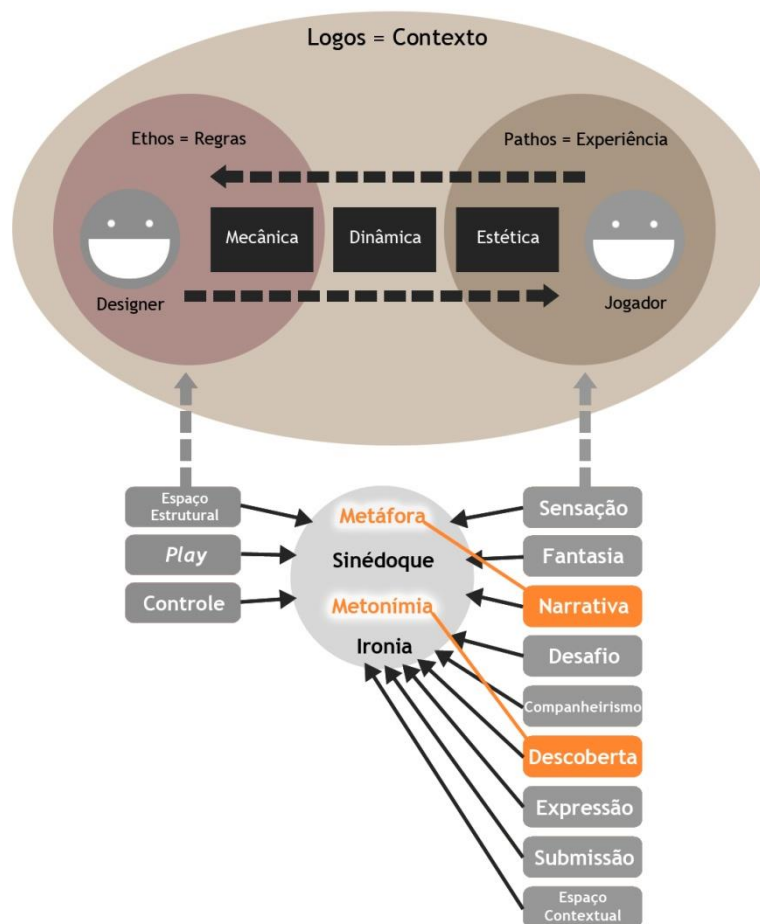 Logos = Contexto
Ethos = Regras
Pathos = Experiência
Mecânica
Dinâmica
Estética
Designer
Jogador
Espaço
Estrutural
Play
Controle
Metáfora
Sinédoque
Metonímia
Ironia
Sensação
Fantasia
Narrativa
Desafio
Companheirismo
Descoberta
Expressão
Submissão
Espaço
Contextual